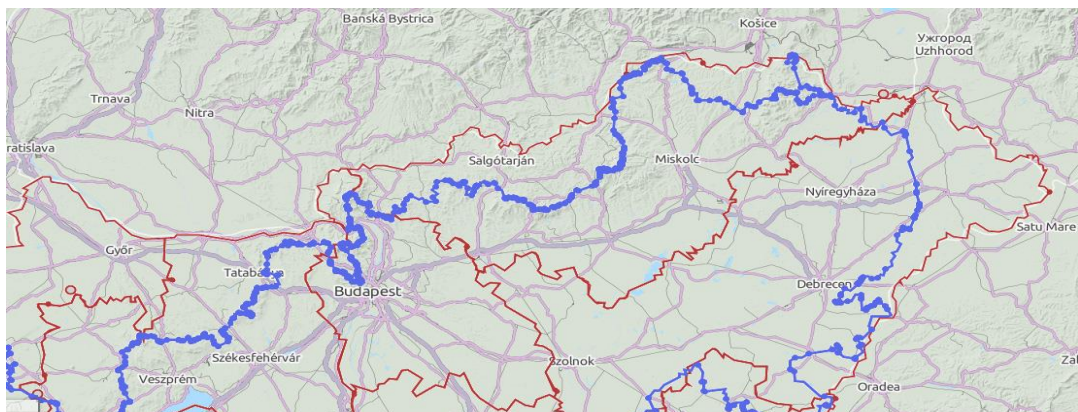 Banská Bystrica
Košice
Ужгород
Uzhhorod
Trnava
Nitra
ratislava
Salgótarján
Miskolc
Nyíregyháza
Satu Mare
Győr
Tatabánya
Debrecen
Budapest
Székesfehérvár
Szolnok
Veszprém
Oradea
Zal